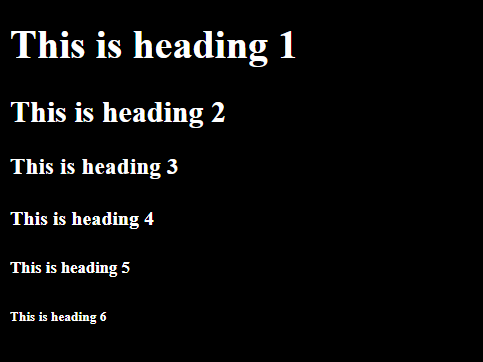 This is heading 1
This is heading 2
This is heading 3
This is heading 4
This is heading 5
This is heading 6